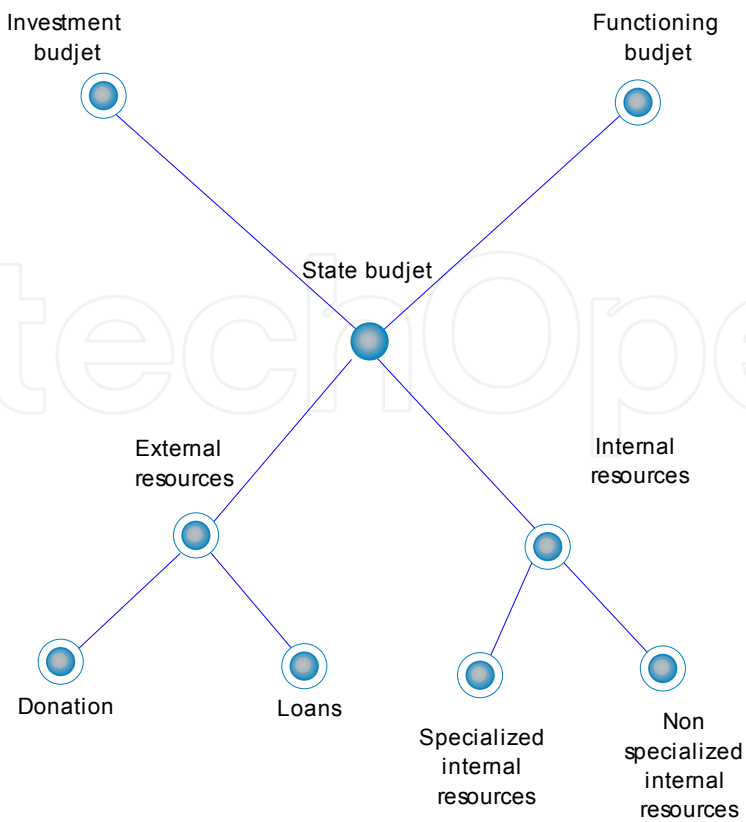 Investment
budjet
Functioning
budjet
State budjet
External
resources
Internal
resources
Donation
Loans
Specialized
internal
resources
Non
specialized
internal
resources
techOpe